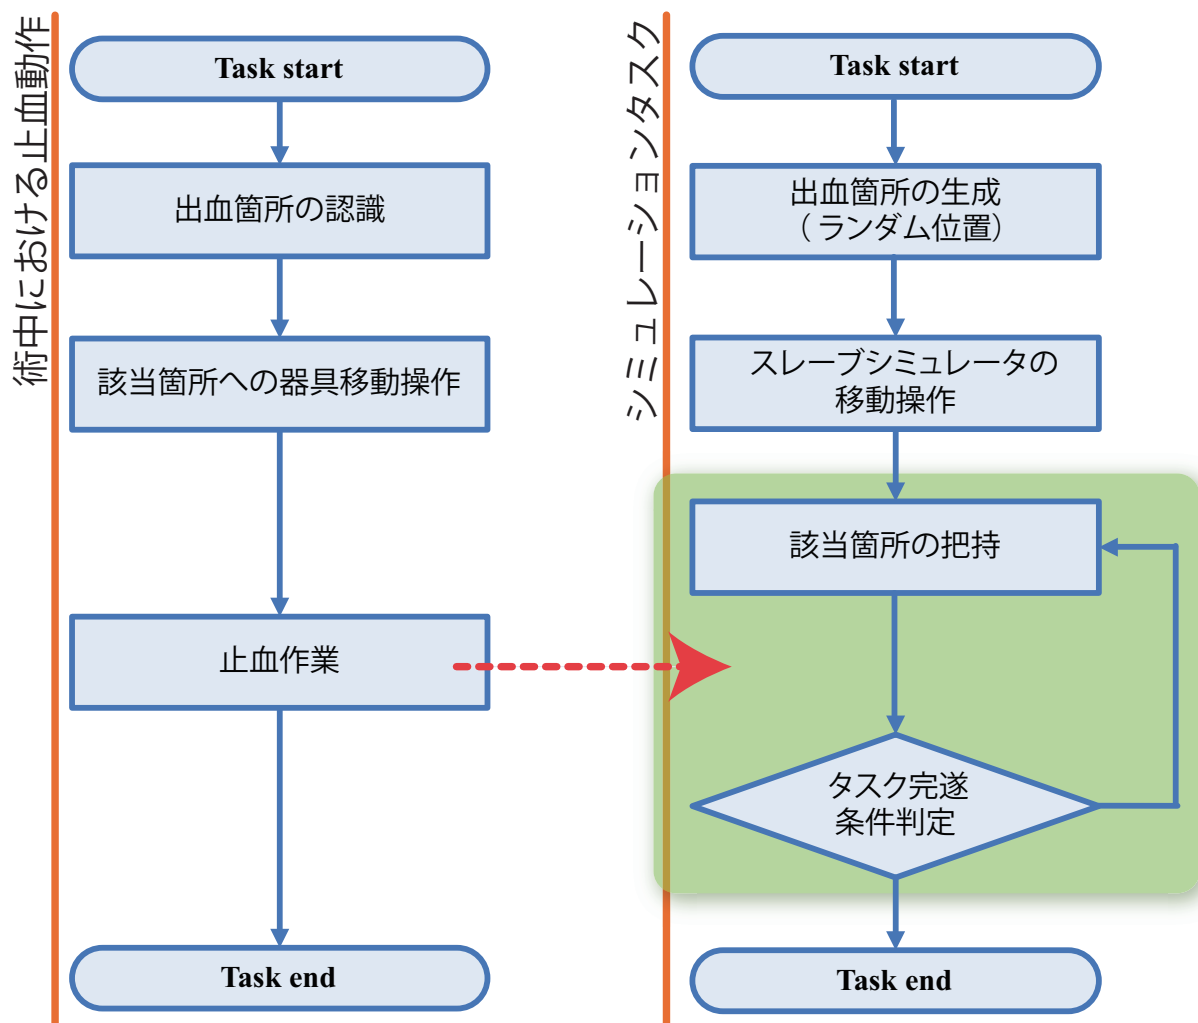 術中における止血動作
Task start
出血箇所の認識
該当箇所への器具移動操作
止血作業
Task end
シミュレーションタスク
Task start
出血箇所の生成
（ランダム位置）
スレーブシミュレータの
移動操作
該当箇所の把持
タスク完遂
条件判定
Task end